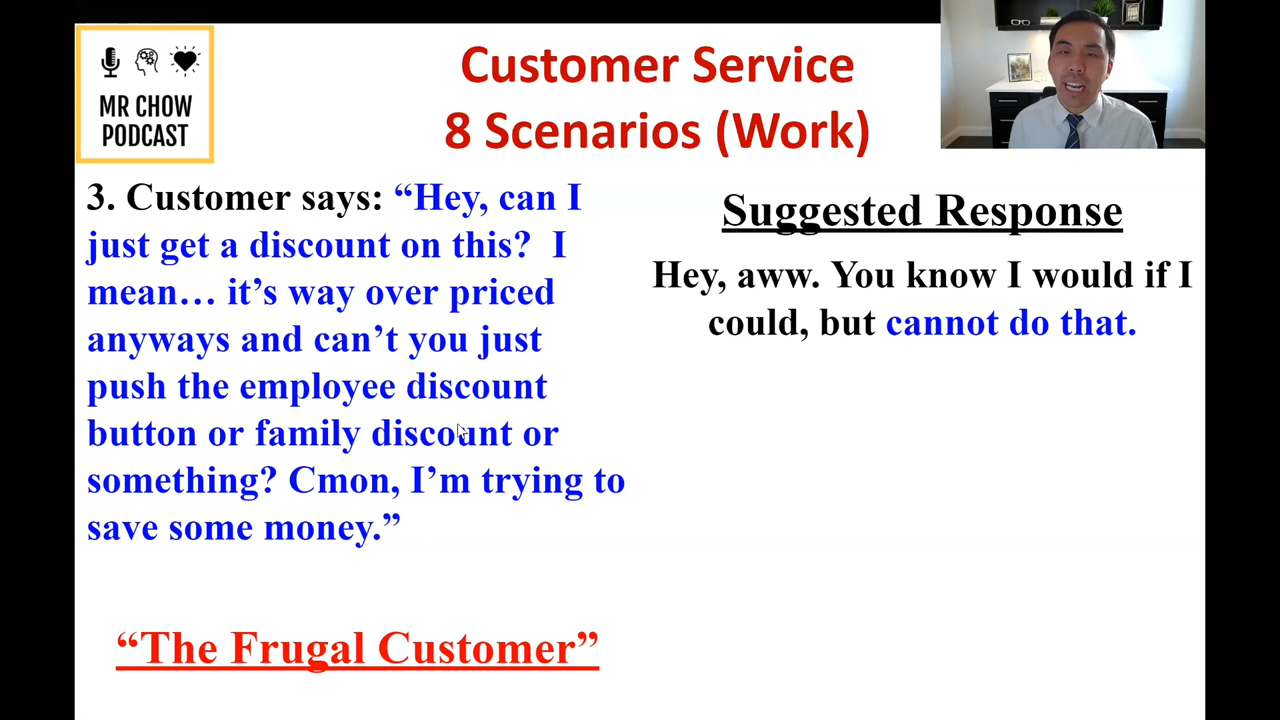 MR CHOW
PODCAST
Customer Service
8 Scenarios (Work)
3. Customer says: “Hey, can I
just get a discount on this?  I
mean… it’s way over priced
anyways and can’t you just
push the employee discount
button or family discount or
something? Cmon, I’m trying to
save some money.”
“The Frugal Customer”
Suggested Response
Hey, aww. You know I would if I
could, but cannot do that.